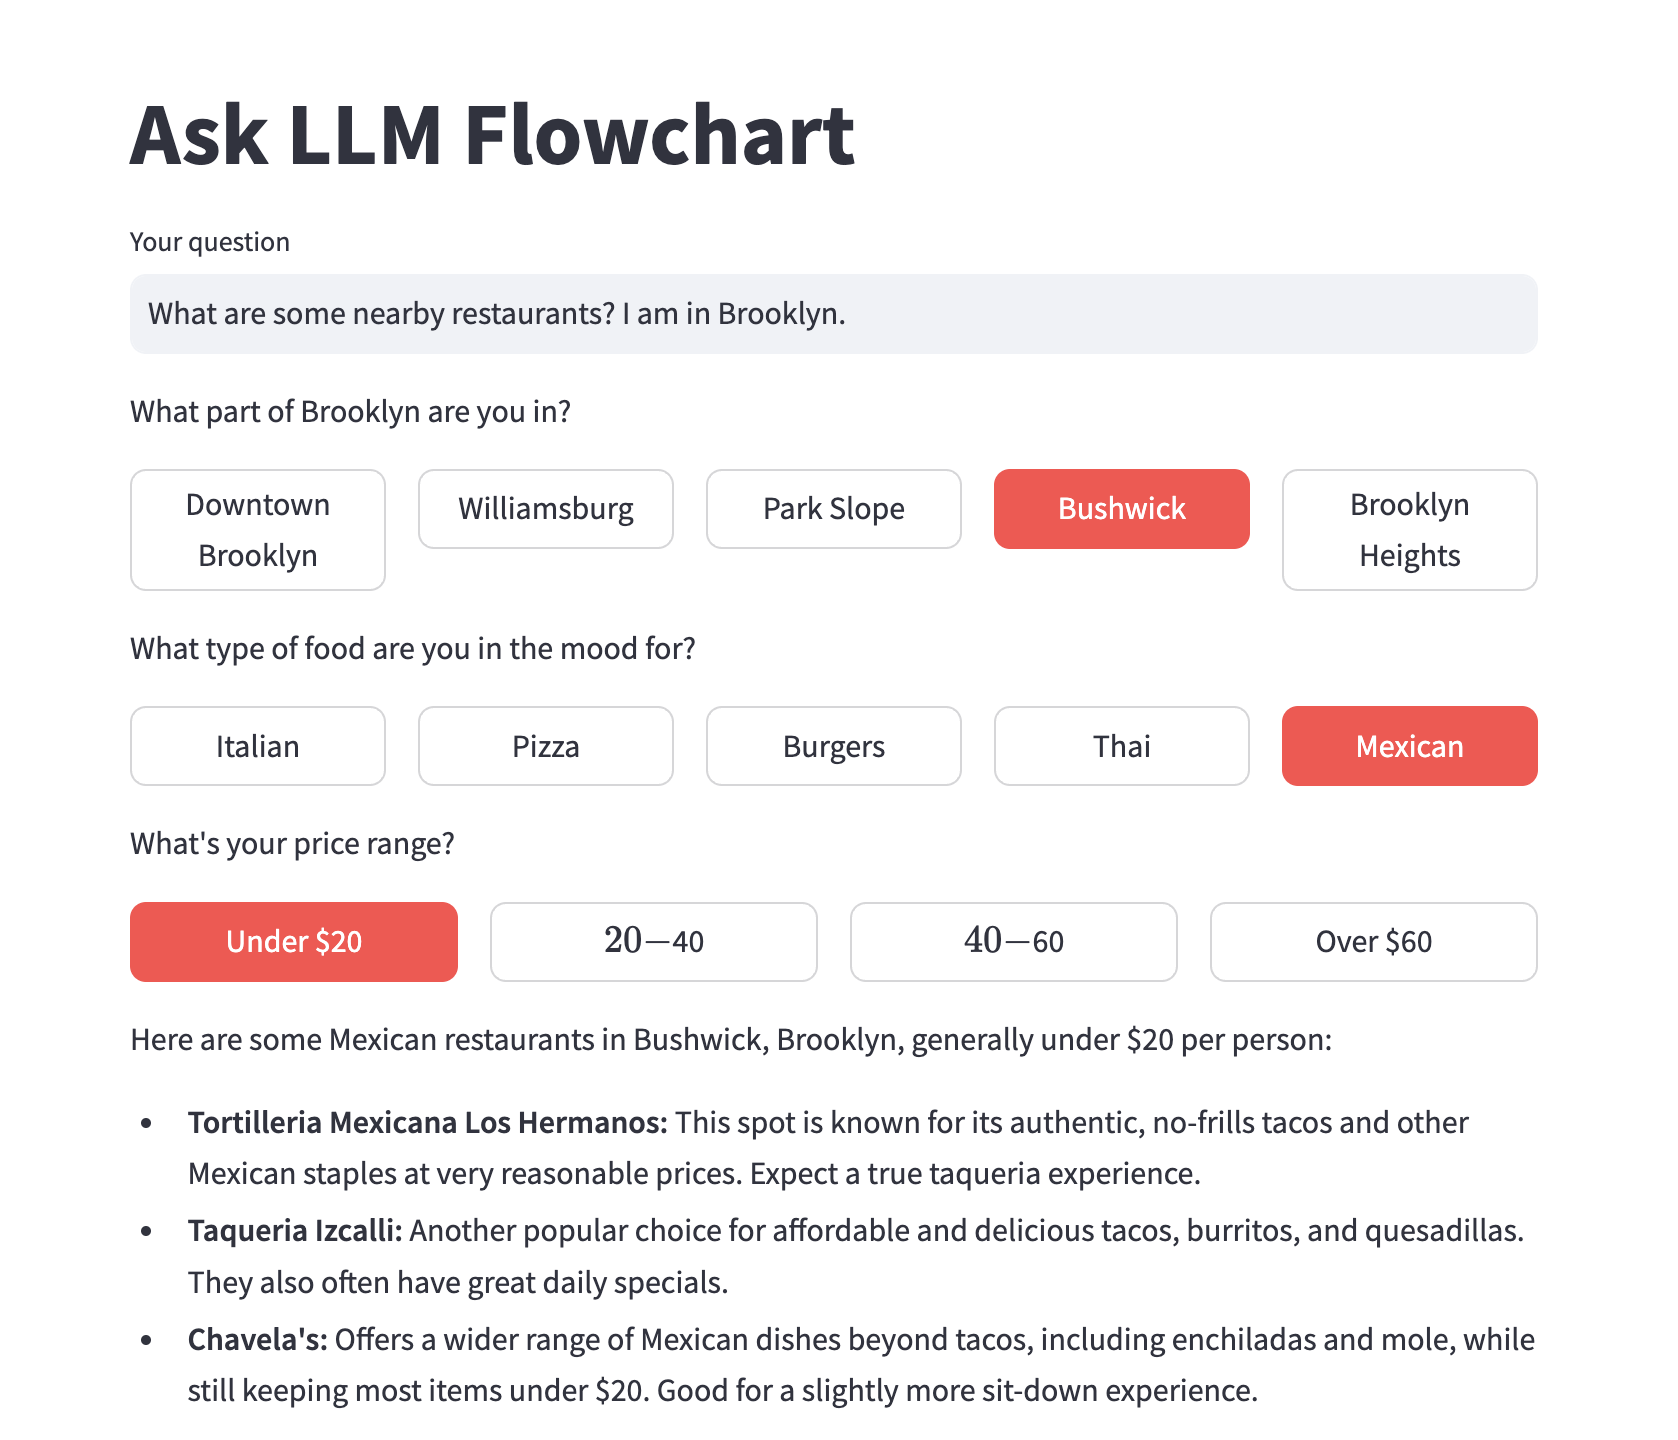 Ask LLM Flowchart
Your question
What are some nearby restaurants? I am in Brooklyn.
What part of Brooklyn are you in?
Downtown
Brooklyn
Williamsburg
Park Slope
Bushwick
Brooklyn
Heights
What type of food are you in the mood for?
Italian
Pizza
Burgers
Thai
Mexican
What's your price range?
Under $20
20—40
40—60
Over $60
Here are some Mexican restaurants in Bushwick, Brooklyn, generally under $20 per person:
• Tortilleria Mexicana Los Hermanos: This spot is known for its authentic, no-frills tacos and other
Mexican staples at very reasonable prices. Expect a true taqueria experience.
• Taqueria Izcalli: Another popular choice for affordable and delicious tacos, burritos, and quesadillas.
They also often have great daily specials.
• Chavela's: Offers a wider range of Mexican dishes beyond tacos, including enchiladas and mole, while
still keeping most items under $20. Good for a slightly more sit-down experience.